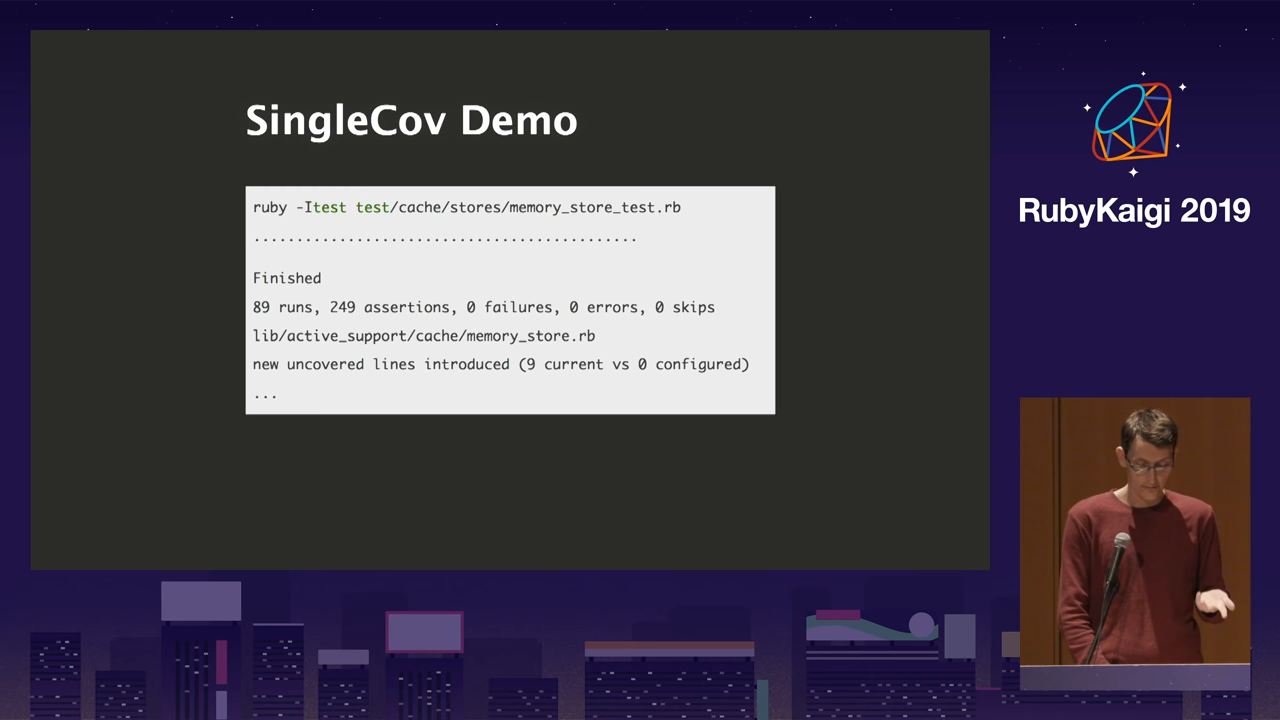 SingleCov Demo
ruby -Itest test/cache/stores/memory_store_test.rb
.............................................
Finished
89 runs, 249 assertions, 0 failures, 0 errors, 0 skips
lib/active_support/cache/memory_store.rb
new uncovered lines introduced (9 current vs 0 configured)
...
RubyKaigi 2019